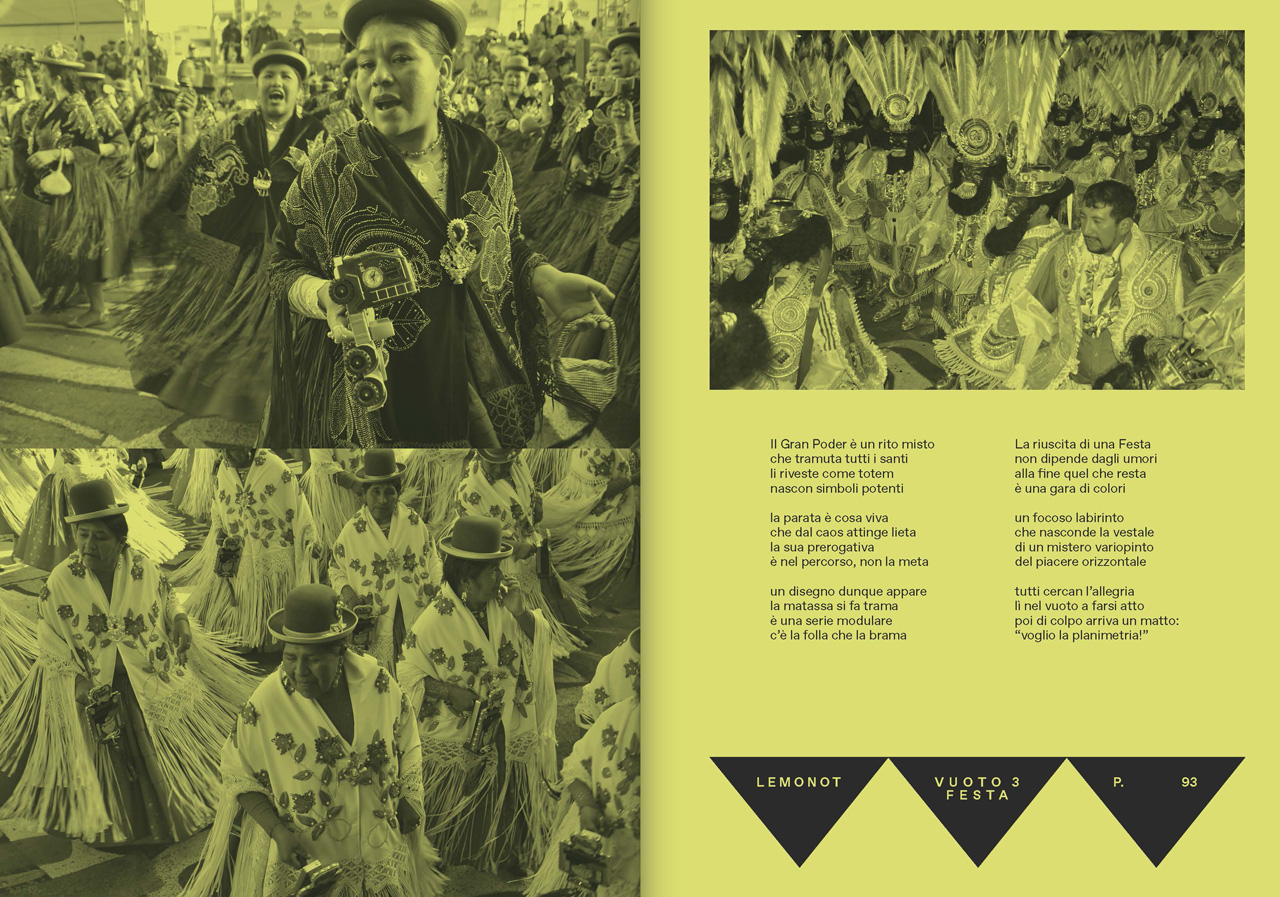 Il Gran Poder è un rito misto
che tramuta tutti i santi
li riveste come totem
nascon simboli potenti
la parata è cosa viva
che dal caos attinge lieta
la sua prerogativa
è nel percorso, non la meta
un disegno dunque appare
la matassa si fa trama
è una serie modulare
c’è la folla che la brama
La riuscita di una Festa
non dipende dagli umori
alla fine quel che resta
è una gara di colori
un focoso labirinto
che nasconde la vestale
di un mistero variopinto
del piacere orizzontale
tutti cercan l’allegria
lì nel vuoto a farsi atto
poi di colpo arriva un matto:
“voglio la planimetria!”
LEMONOT
VUOTO 3
FESTA
P. 93